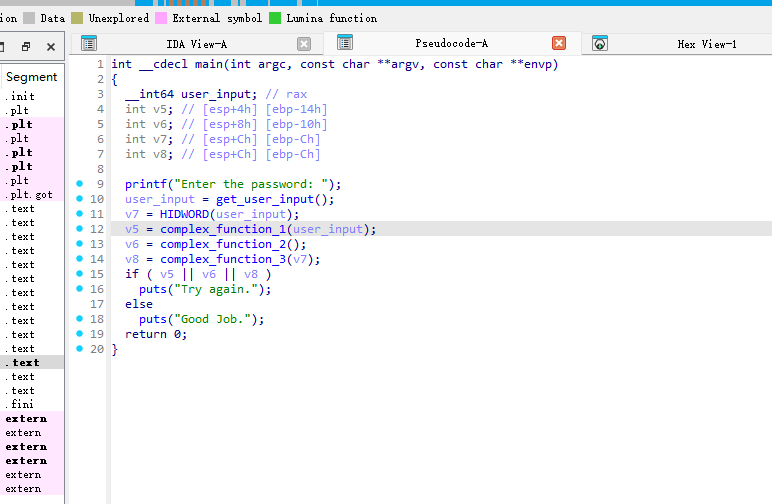 ion Data Unexplored External symbol Lumina function
IDA View-A Pseudocode-A Hex View-1
Segment
.init
.plt
.plt
.plt
.plt
.plt
.plt
.plt.got
.text
.text
.text
.text
.text
.text
.text
.text
.text
.text
.text
.text
.text
.text
.fini
extern
extern
extern
extern
extern
extern
1 int __cdecl main(int argc, const char **argv, const char **envp)
2 {
3 __int64 user_input; // rax
4 int v5; // [esp+4h] [ebp-14h]
5 int v6; // [esp+8h] [ebp-10h]
6 int v7; // [esp+Ch] [ebp-Ch]
7 int v8; // [esp+Ch] [ebp-Ch]
8
9 printf("Enter the password: ");
10 user_input = get_user_input();
11 v7 = HIDWORD(user_input);
12 v5 = complex_function_1(user_input);
13 v6 = complex_function_2();
14 v8 = complex_function_3(v7);
15 if ( v5 || v6 || v8 )
16 puts("Try again.");
17 else
18 puts("Good Job.");
19 return 0;
20 }